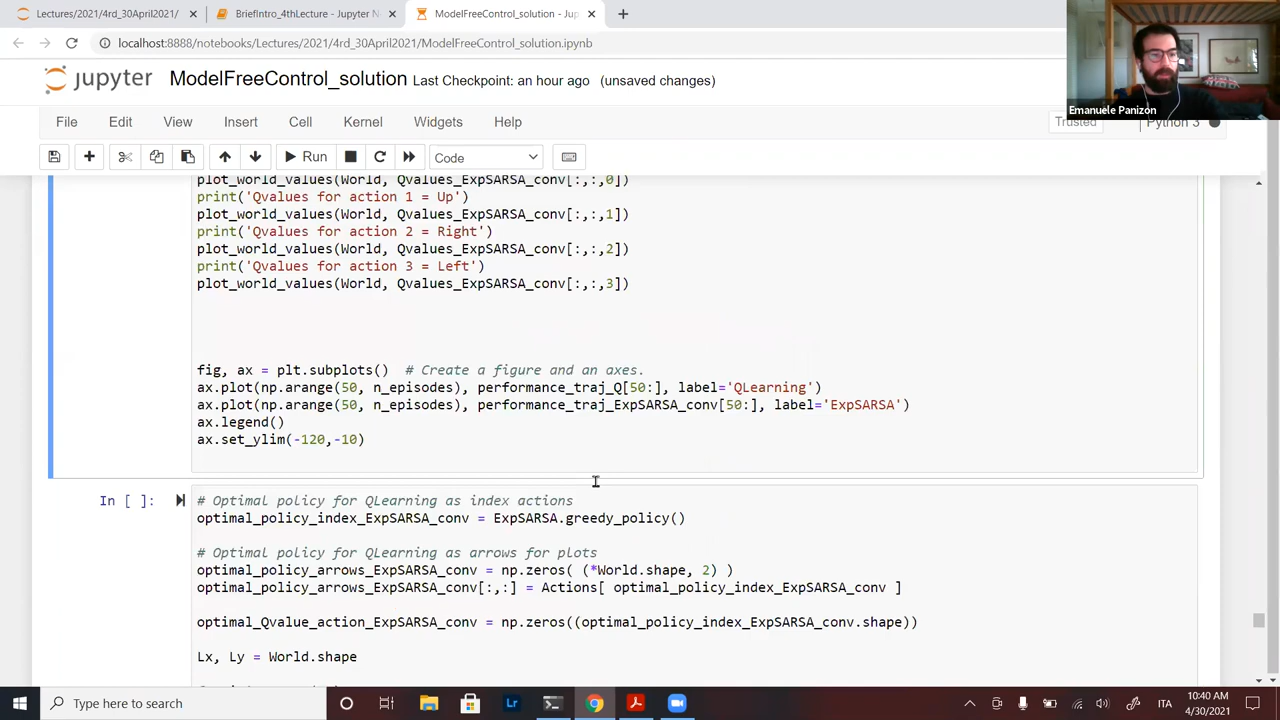 Lectures/2021/4rd_30April2021/
BriefIntro_4thLecture - Jupyter N
ModelFreeControl_solution - Jup
localhost:8888/notebooks/Lectures/2021/4rd_30April2021/ModelFreeControl_solution.ipynb
Emanuele Panizon
jupyter ModelFreeControl_solution Last Checkpoint: an hour ago (unsaved changes)
File Edit View Insert Cell Kernel Widgets Help
Trusted
Python 3
Run
Code
plot_world_values(World, Qvalues_ExpSARSA_conv[:,:,0])
print('Qvalues for action 1 = Up')
plot_world_values(World, Qvalues_ExpSARSA_conv[:,:,1])
print('Qvalues for action 2 = Right')
plot_world_values(World, Qvalues_ExpSARSA_conv[:,:,2])
print('Qvalues for action 3 = Left')
plot_world_values(World, Qvalues_ExpSARSA_conv[:,:,3])
fig, ax = plt.subplots() # Create a figure and an axes.
ax.plot(np.arange(50, n_episodes), performance_traj_Q[50:], label='QLearning')
ax.plot(np.arange(50, n_episodes), performance_traj_ExpSARSA_conv[50:], label='ExpSARSA')
ax.legend()
ax.set_ylim(-120,-10)
In [ ]:
# Optimal policy for QLearning as index actions
optimal_policy_index_ExpSARSA_conv = ExpSARSA.greedy_policy()
# Optimal policy for QLearning as arrows for plots
optimal_policy_arrows_ExpSARSA_conv = np.zeros( (*World.shape, 2) )
optimal_policy_arrows_ExpSARSA_conv[:,:] = Actions[ optimal_policy_index_ExpSARSA_conv ]
optimal_Qvalue_action_ExpSARSA_conv = np.zeros((optimal_policy_index_ExpSARSA_conv.shape))
Lx, Ly = World.shape
Type here to search
ITA
10:40 AM
4/30/2021